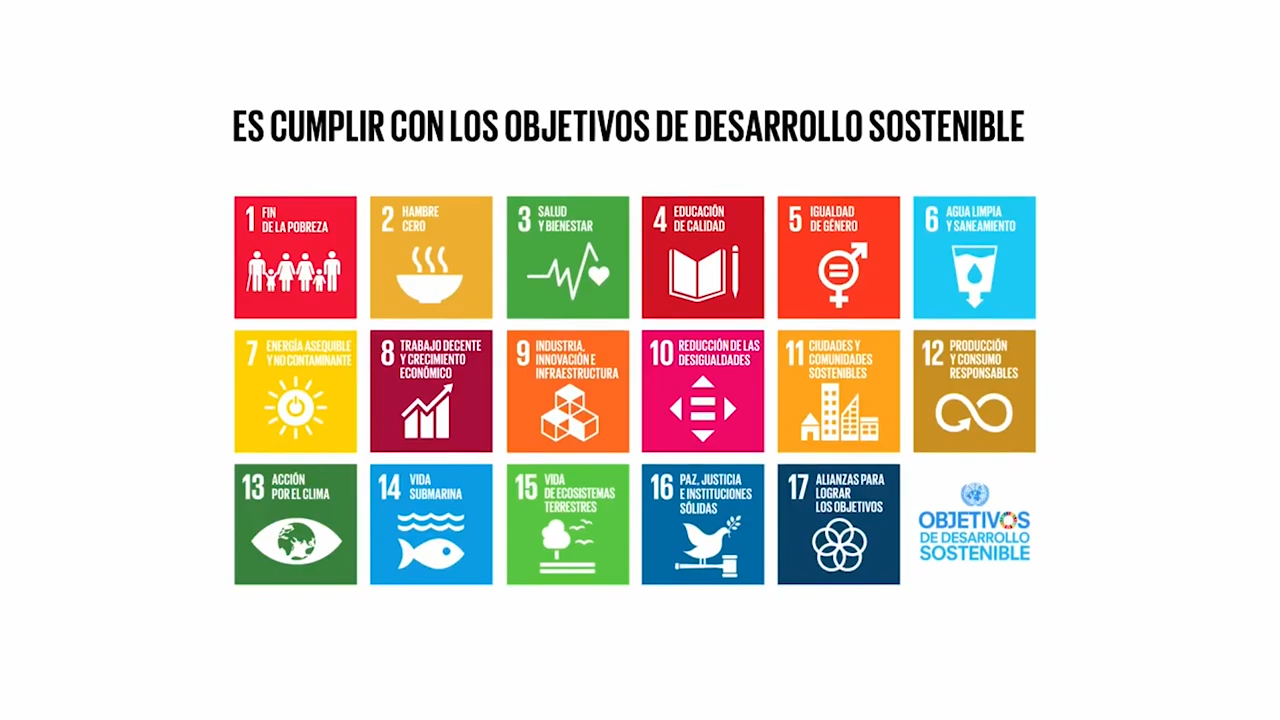 ES CUMPLIR CON LOS OBJETIVOS DE DESARROLLO SOSTENIBLE
1 FIN
DE LA POBREZA
2 HAMBRE
CERO
3 SALUD
Y BIENESTAR
4 EDUCACIÓN
DE CALIDAD
5 IGUALDAD
DE GÉNERO
6 AGUA LIMPIA
Y SANEAMIENTO
7 ENERGÍA ASEQUIBLE
Y NO CONTAMINANTE
8 TRABAJO DECENTE
Y CRECIMIENTO
ECONÓMICO
9 INDUSTRIA,
INNOVACIÓN E
INFRAESTRUCTURA
10 REDUCCIÓN DE LAS
DESIGUALDADES
11 CIUDADES Y
COMUNIDADES
SOSTENIBLES
12 PRODUCCIÓN
Y CONSUMO
RESPONSABLES
13 ACCIÓN
POR EL CLIMA
14 VIDA
SUBMARINA
15 VIDA
DE ECOSISTEMAS
TERRESTRES
16 PAZ, JUSTICIA
E INSTITUCIONES
SÓLIDAS
17 ALIANZAS PARA
LOGRAR
LOS OBJETIVOS
OBJETIVOS
DE DESARROLLO
SOSTENIBLE